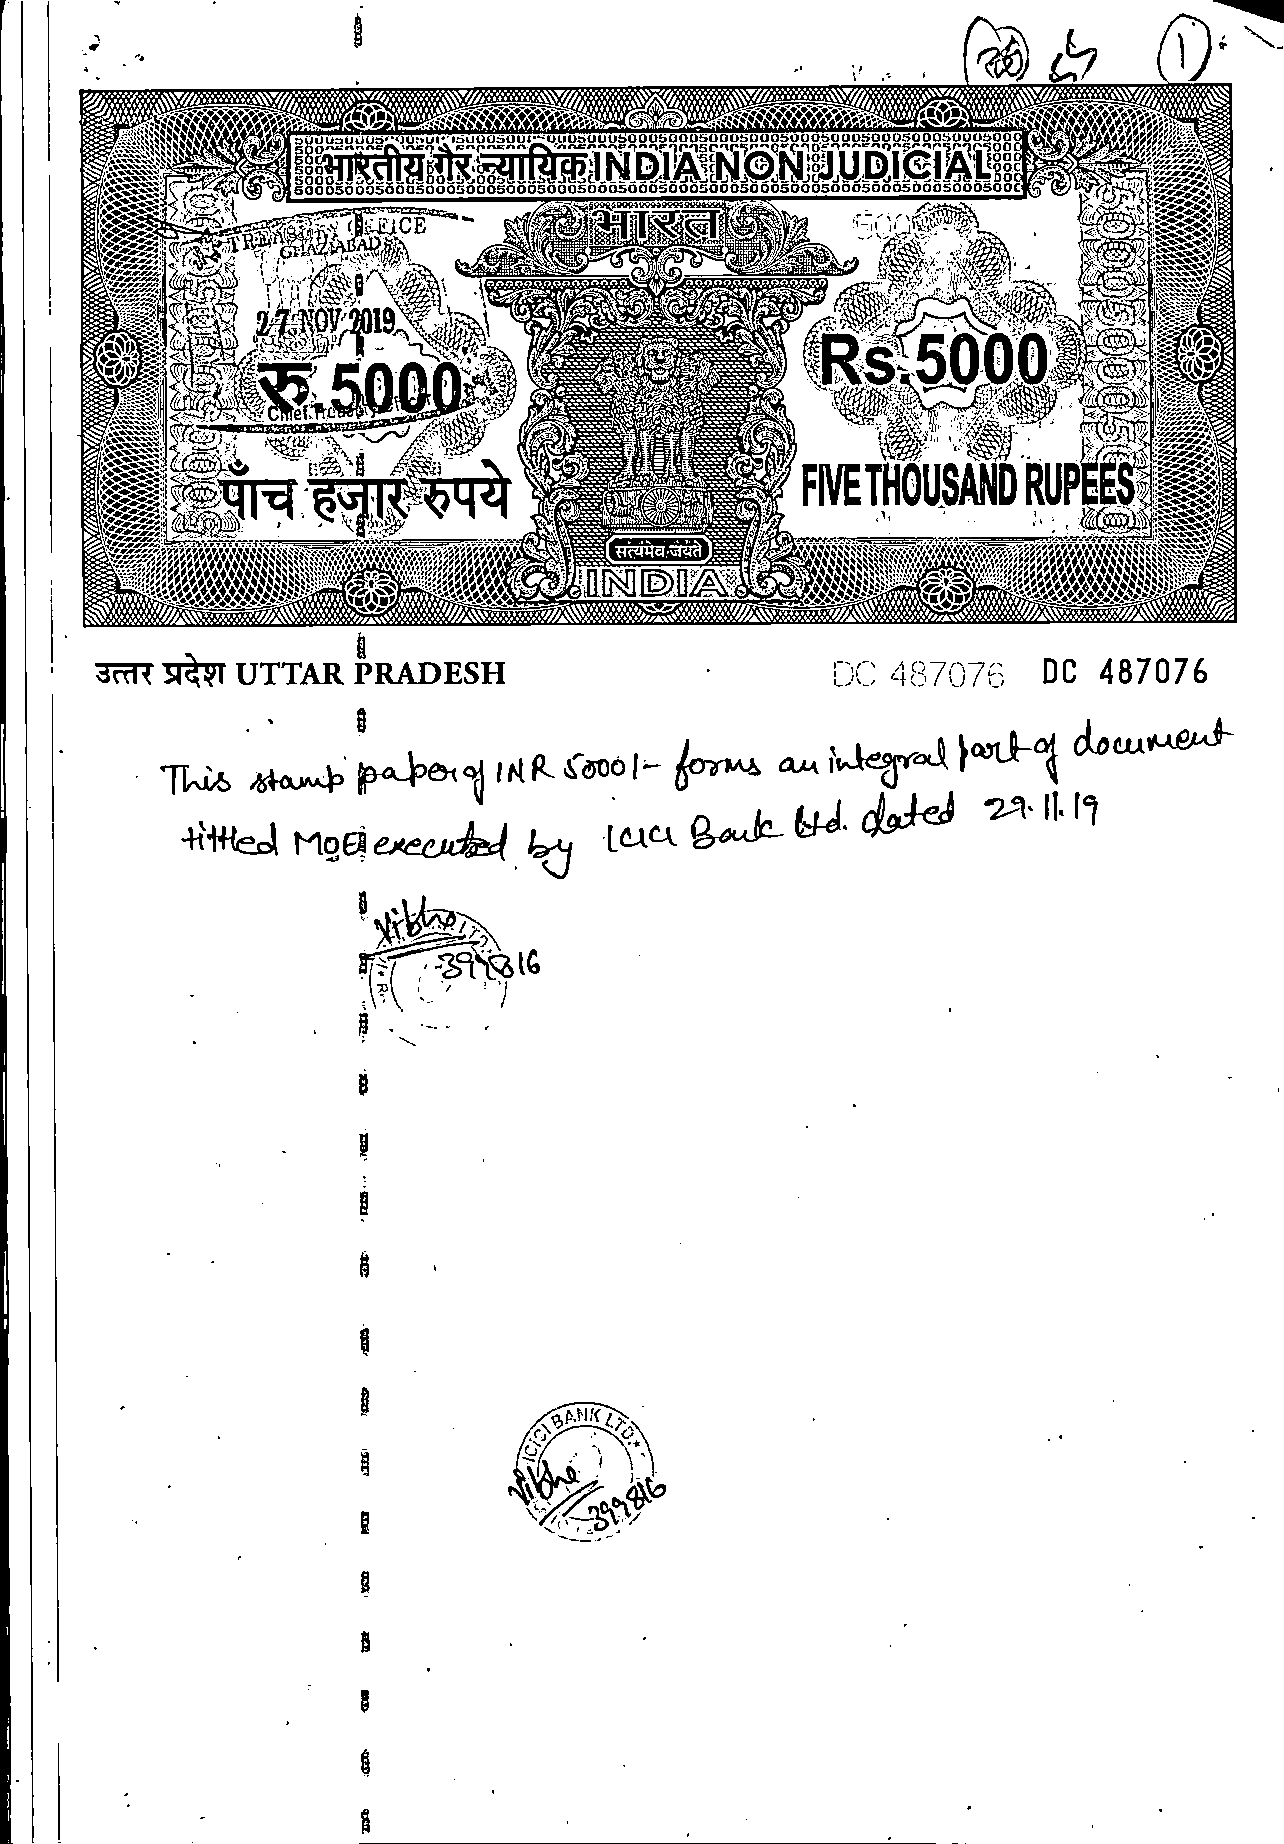 1
भारतीय गैर न्यायिक INDIA NON JUDICIAL
भारत
TREASURY OFFICE
GHAZIABAD
27 NOV 2019
रु.5000
Rs.5000
पाँच हजार रुपये
FIVE THOUSAND RUPEES
सत्यमेव जयते
INDIA
उत्तर प्रदेश UTTAR PRADESH
DC 487076 DC 487076
This stamp paper of INR 5000/- forms an integral part of document
tittled MOE executed by ICICI Bank Ltd. dated 29.11.19
Vibha
399816
ICICI BANK LTD.
Vibha
399816